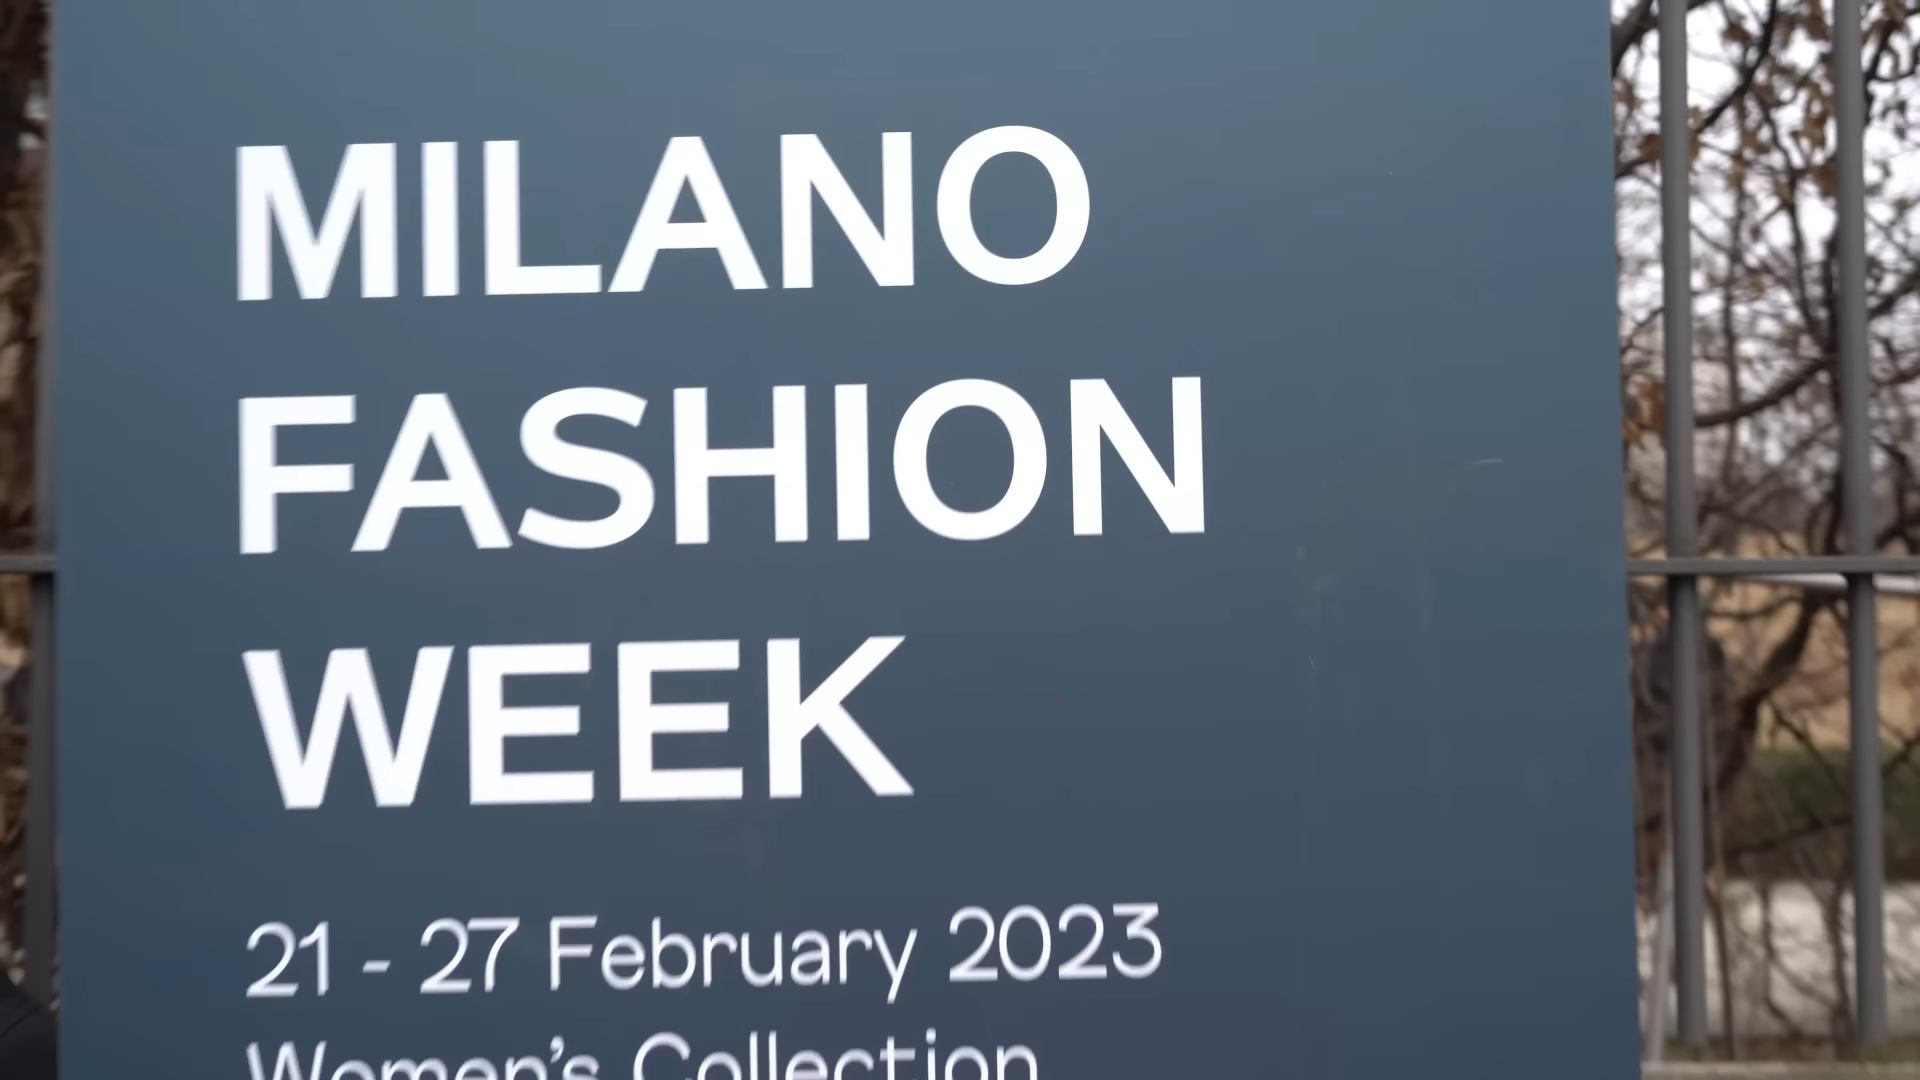 MILANO
FASHION
WEEK
21 - 27 February 2023
Women's Collection